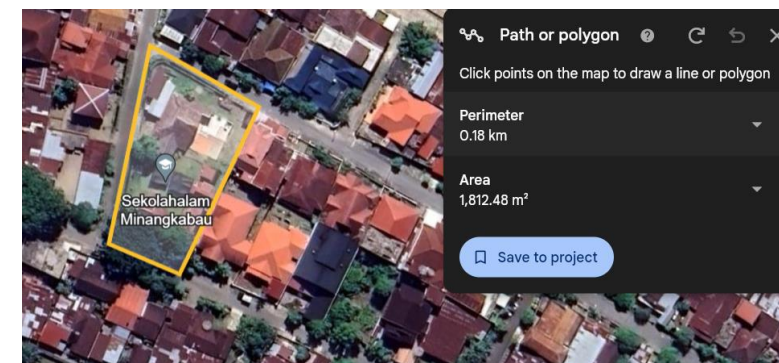 Path or polygon
Click points on the map to draw a line or polygon
Perimeter
0.18 km
Area
1,812.48 m²
Save to project
Sekolahalam
Minangkabau